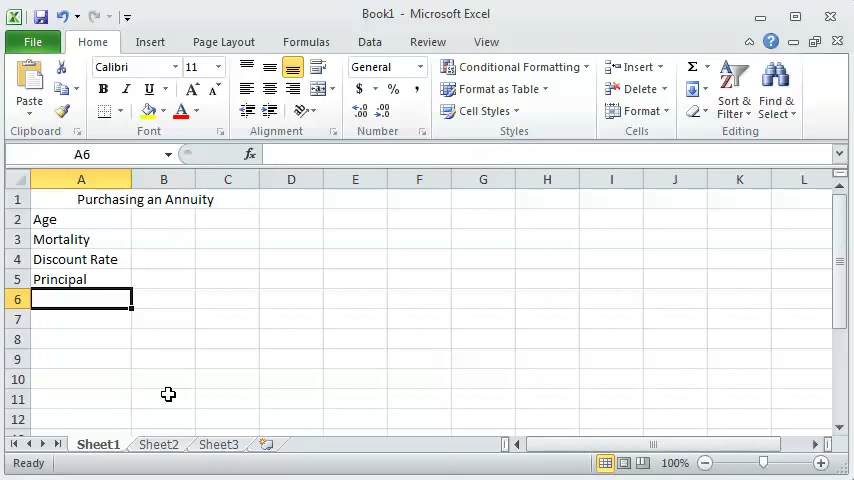 Book1 - Microsoft Excel
File Home Insert Page Layout Formulas Data Review View
Calibri 11 General Conditional Formatting Insert Σ
Paste B I U A A $ % , Format as Table Delete Sort & Find &
A Cell Styles Format Filter Select
Clipboard Font Alignment Number Styles Cells Editing
A6 fx
A B C D E F G H I J K L
1 Purchasing an Annuity
2 Age
3 Mortality
4 Discount Rate
5 Principal
6
7
8
9
10
11
12
Sheet1 Sheet2 Sheet3
Ready 100%